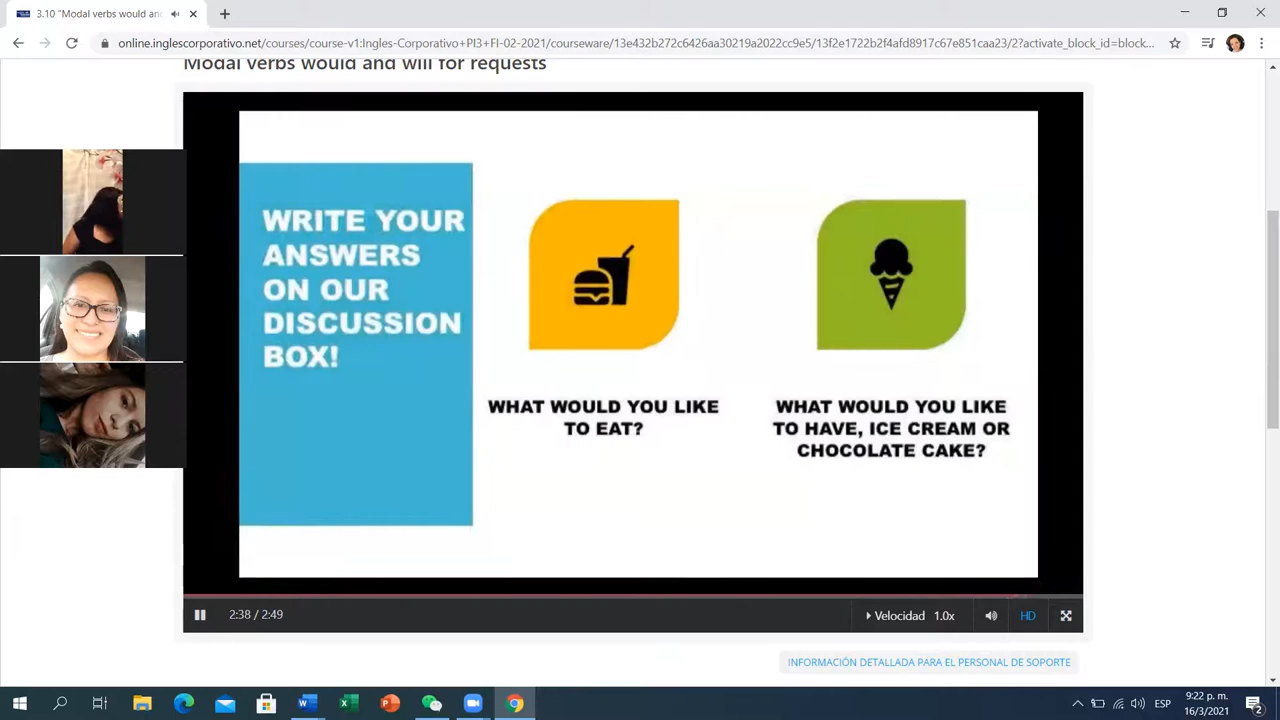 3.10 "Modal verbs would an
online.inglescorporativo.net/courses/course-v1:Ingles-Corporativo+PI3+FI-02-2021/courseware/13e432b272c6426aa30219a2022cc9e5/13f2e1722b2f4afd8917c67e851caa23/2?activate_block_id=block...
Modal verbs would and will for requests
WRITE YOUR
ANSWERS
ON OUR
DISCUSSION
BOX!
WHAT WOULD YOU LIKE
TO EAT?
WHAT WOULD YOU LIKE
TO HAVE, ICE CREAM OR
CHOCOLATE CAKE?
2:38 / 2:49
Velocidad 1.0x
HD
INFORMACIÓN DETALLADA PARA EL PERSONAL DE SOPORTE
ESP
9:22 p. m.
16/3/2021
2